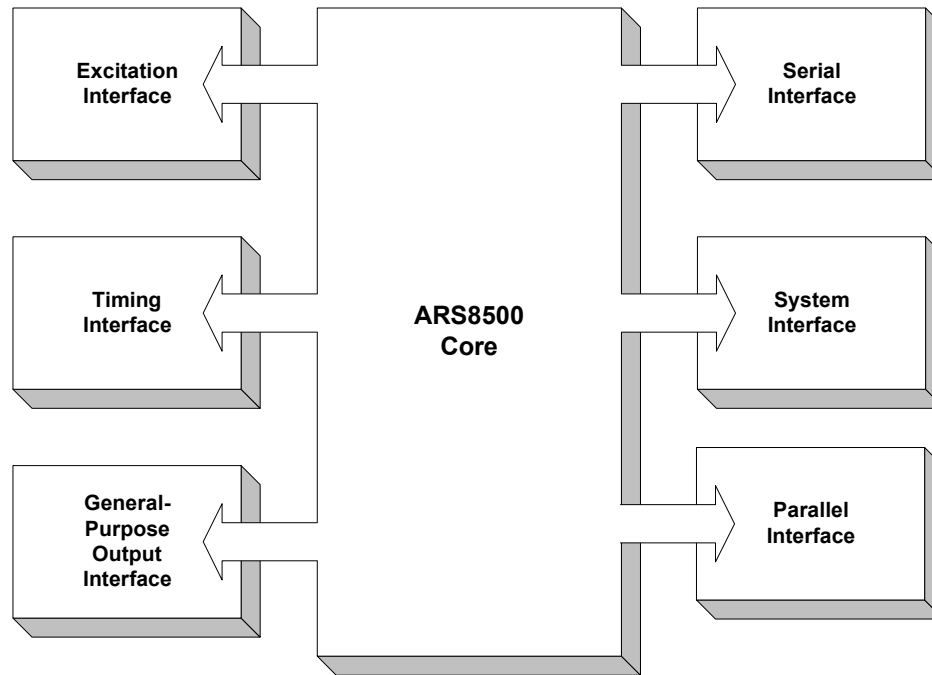 Excitation
Interface
Timing
Interface
General-
Purpose
Output
Interface
ARS8500
Core
Serial
Interface
System
Interface
Parallel
Interface